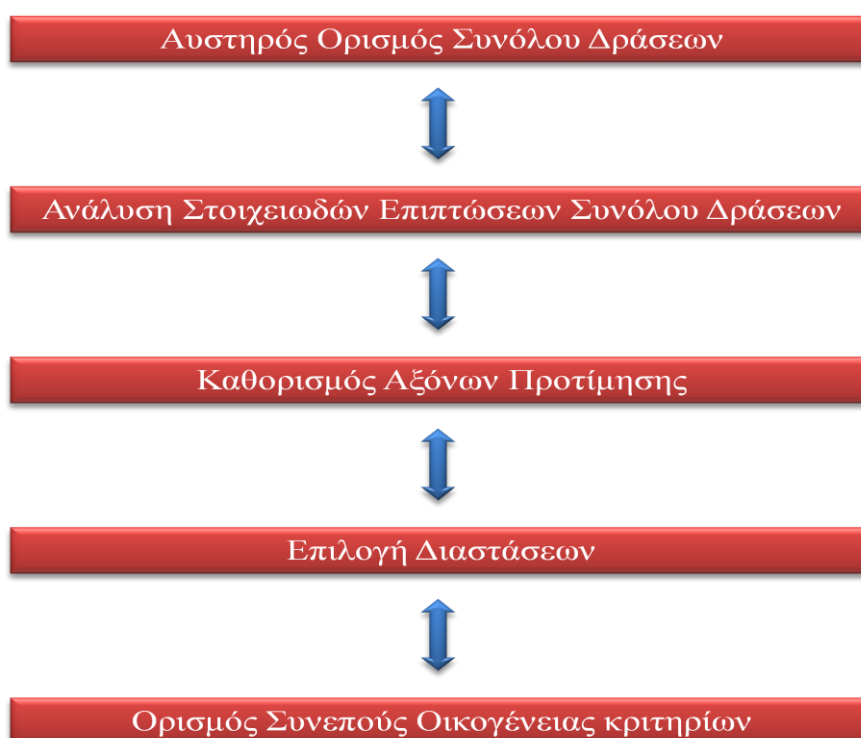 Αυστηρός Ορισμός Συνόλου Δράσεων
Ανάλυση Στοιχειωδών Επιπτώσεων Συνόλου Δράσεων
Καθορισμός Αξόνων Προτίμησης
Επιλογή Διαστάσεων
Ορισμός Συνεπούς Οικογένειας κριτηρίων